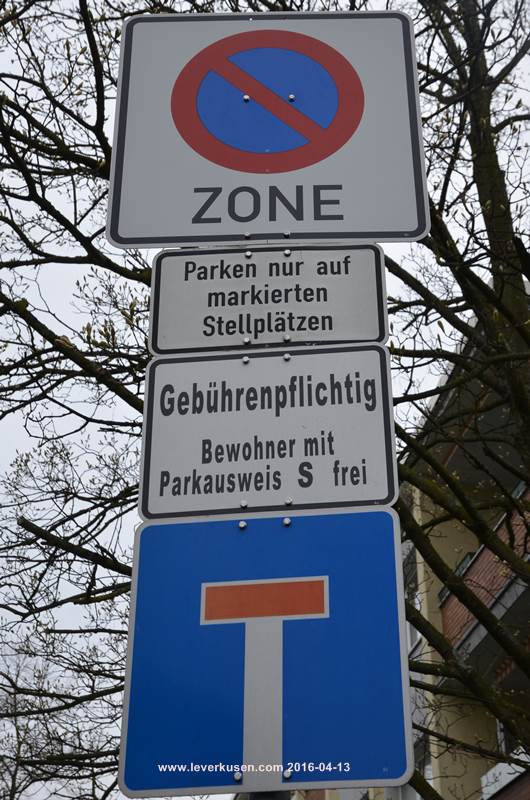 ZONE
Parken nur auf
markierten
Stellplätzen
Gebührenpflichtig
Bewohner mit
Parkausweis S frei
www.leverkusen.com 2016-04-13